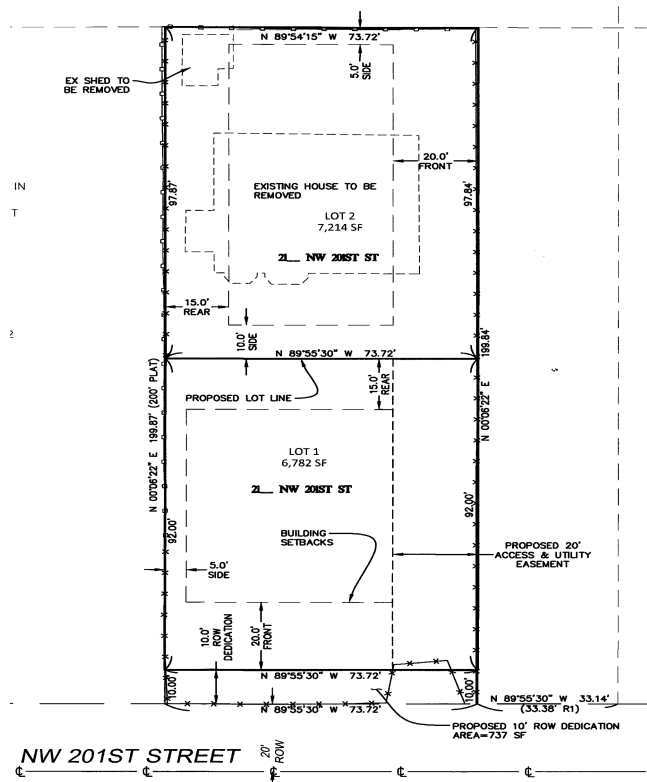 N 89°54'15" W 73.72'
EX SHED TO
BE REMOVED
5.0'
SIDE
20.0'
FRONT
IN
T
97.87'
97.84'
EXISTING HOUSE TO BE
REMOVED
LOT 2
7,214 SF
21__ NW 201ST ST
15.0'
REAR
10.0'
SIDE
2
199.84'
N 89°55'30" W 73.72'
PROPOSED LOT LINE
15.0'
REAR
N 00°06'22" E 199.87' (200' PLAT)
N 00°06'22" E
LOT 1
6,782 SF
21__ NW 201ST ST
92.00'
92.00'
BUILDING
SETBACKS
PROPOSED 20'
ACCESS & UTILITY
EASEMENT
5.0'
SIDE
10.0'
ROW
DEDICATION
20.0'
FRONT
N 89°55'30" W 73.72'
10.00'
10.00'
N 89°55'30" W 73.72'
N 89°55'30" W 33.14'
(33.38' R1)
PROPOSED 10' ROW DEDICATION
AREA=737 SF
NW 201ST STREET
20'
ROW